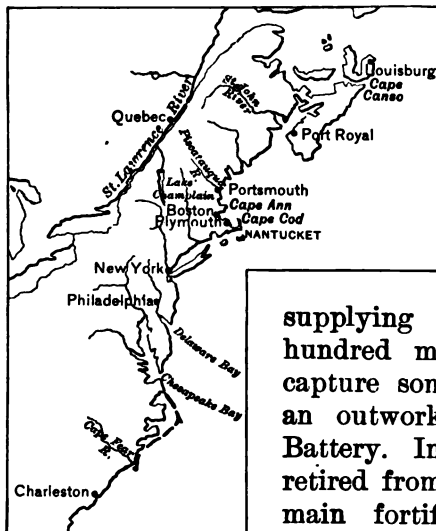 Louisburg
Cape
Canso
St. John
River
Quebec
St. Lawrence River
Port Royal
Piscataqua
R.
Lake
Champlain
Portsmouth
Cape Ann
Boston
Cape Cod
Plymouth
NANTUCKET
New York
Philadelphia
Delaware Bay
Chesapeake Bay
Cape Fear
R.
Charleston
supplying
hundred m
capture som
an outwork
Battery. In
retired from
main fortif